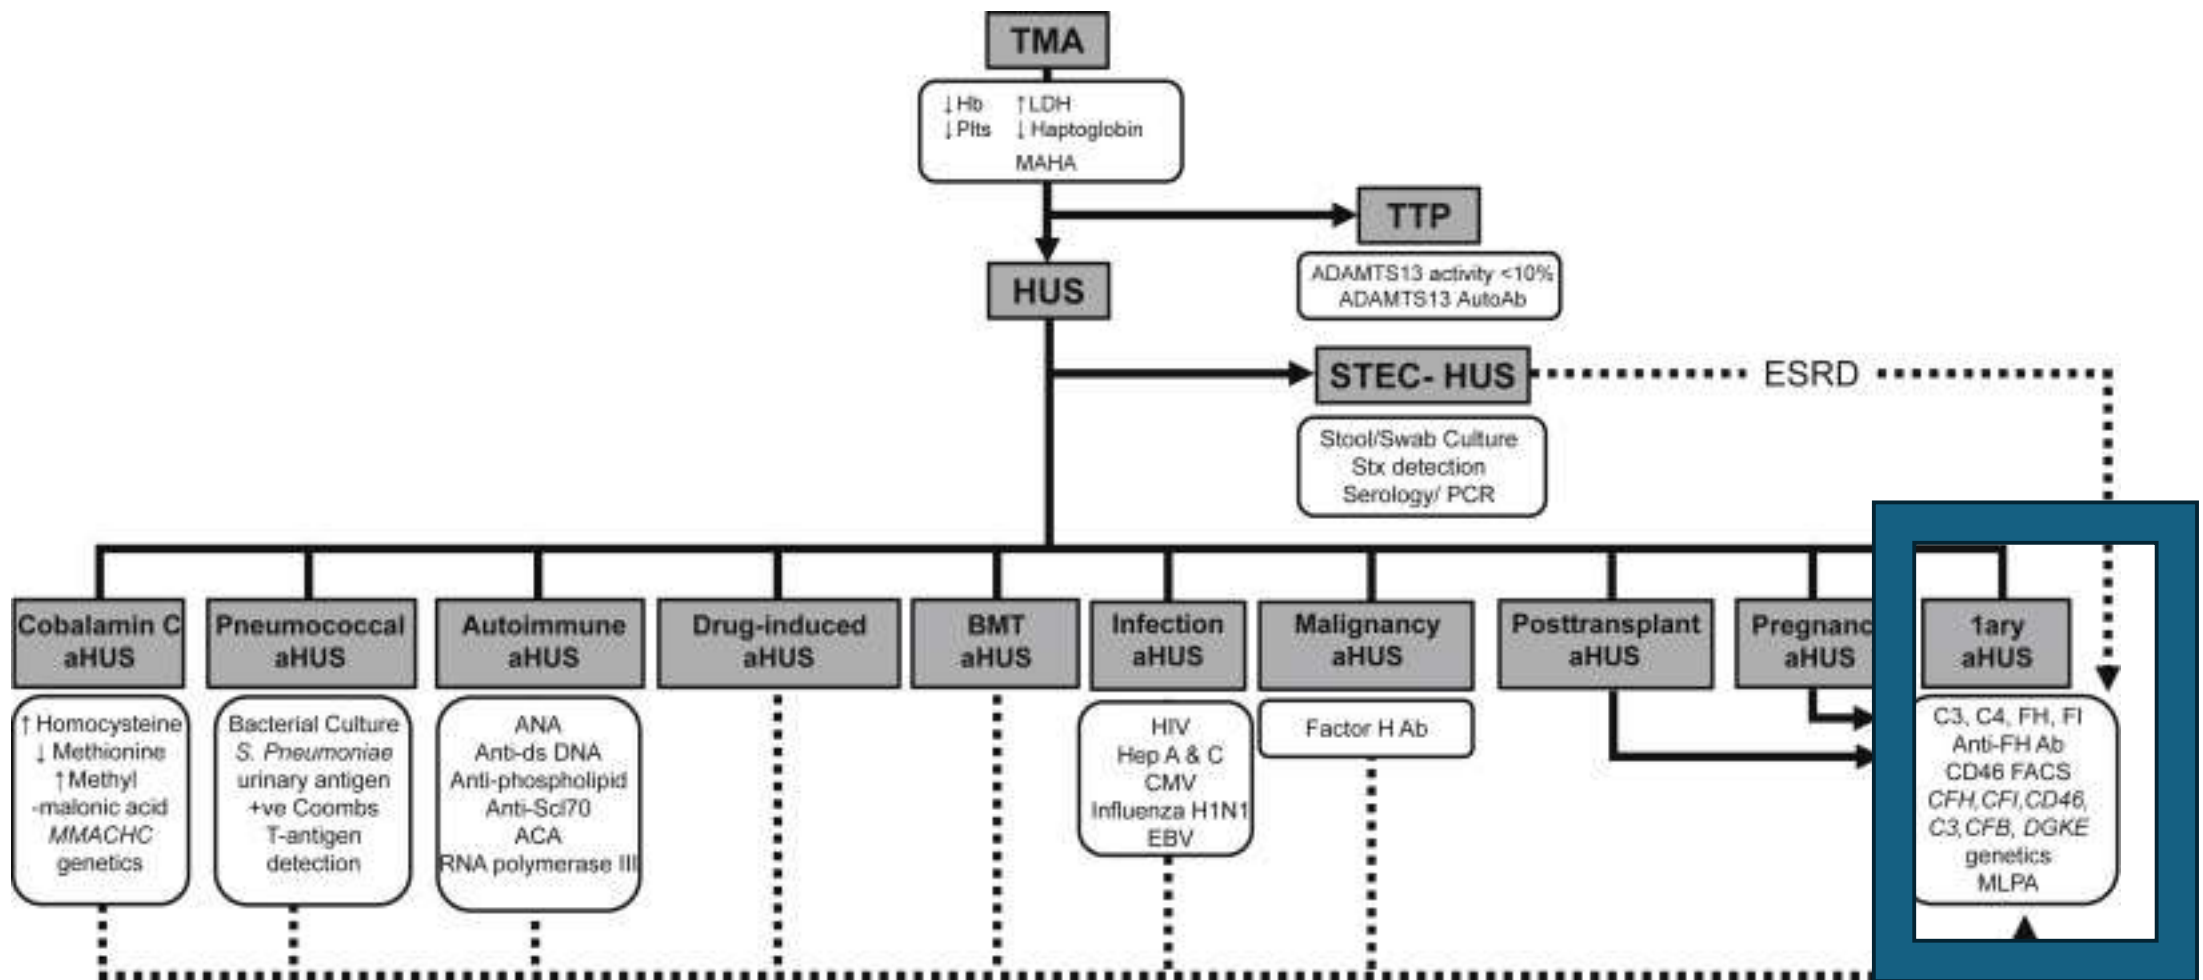 TMA
↓Hb ↑LDH
↓Plts ↓Haptoglobin
MAHA
TTP
ADAMTS13 activity <10%
ADAMTS13 AutoAb
HUS
STEC- HUS
ESRD
Stool/Swab Culture
Stx detection
Serology/ PCR
Cobalamin C
aHUS
↑Homocysteine
↓Methionine
↑Methyl
-malonic acid
MMACHC
genetics
Pneumococcal
aHUS
Bacterial Culture
S. Pneumoniae
urinary antigen
+ve Coombs
T-antigen
detection
Autoimmune
aHUS
ANA
Anti-ds DNA
Anti-phospholipid
Anti-Scl70
ACA
RNA polymerase III
Drug-induced
aHUS
BMT
aHUS
Infection
aHUS
HIV
Hep A & C
CMV
Influenza H1N1
EBV
Malignancy
aHUS
Factor H Ab
Posttransplant
aHUS
Pregnanc
aHUS
1ary
aHUS
C3, C4, FH, FI
Anti-FH Ab
CD46 FACS
CFH,CFI,CD46,
C3,CFB, DGKE
genetics
MLPA